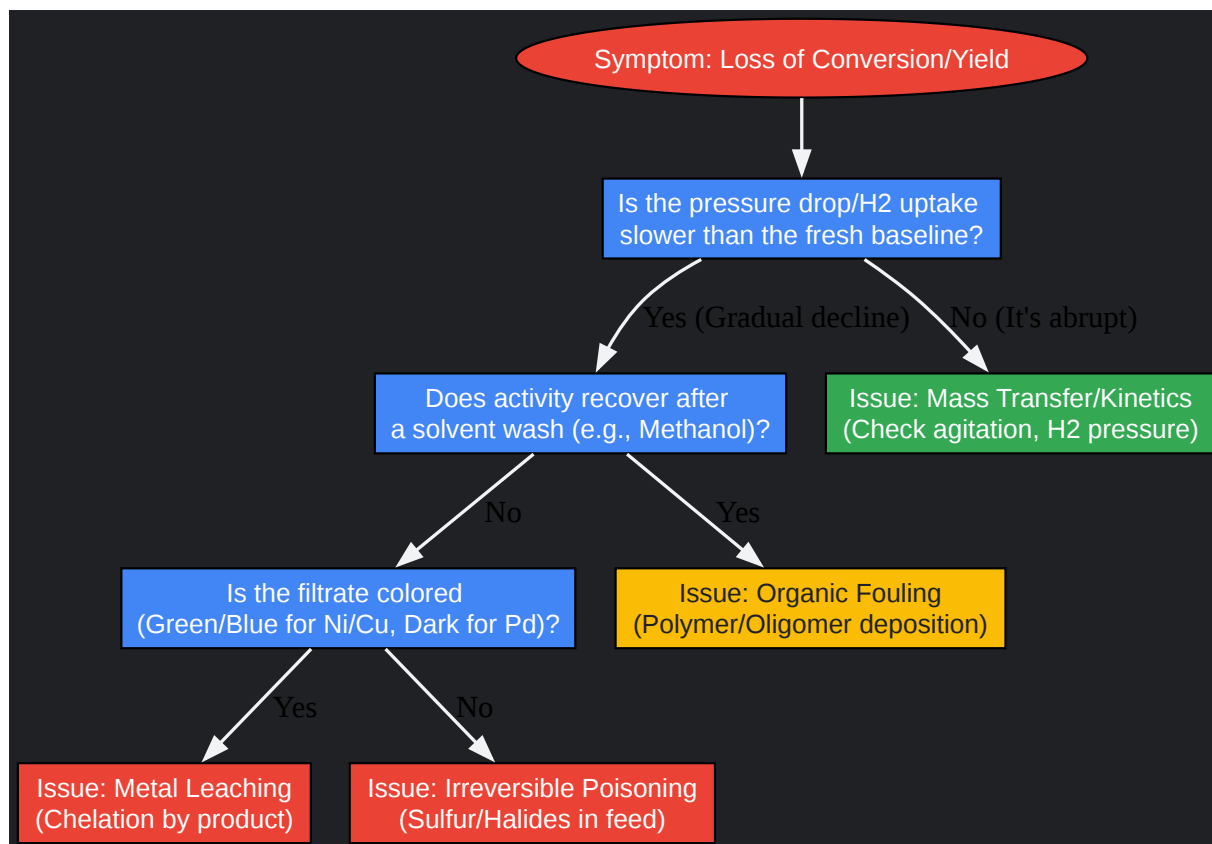 Symptom: Loss of Conversion/Yield
Is the pressure drop/H2 uptake
slower than the fresh baseline?
Yes (Gradual decline)
No (It's abrupt)
Does activity recover after
a solvent wash (e.g., Methanol)?
Issue: Mass Transfer/Kinetics
(Check agitation, H2 pressure)
No
Yes
Is the filtrate colored
(Green/Blue for Ni/Cu, Dark for Pd)?
Issue: Organic Fouling
(Polymer/Oligomer deposition)
Yes
No
Issue: Metal Leaching
(Chelation by product)
Issue: Irreversible Poisoning
(Sulfur/Halides in feed)